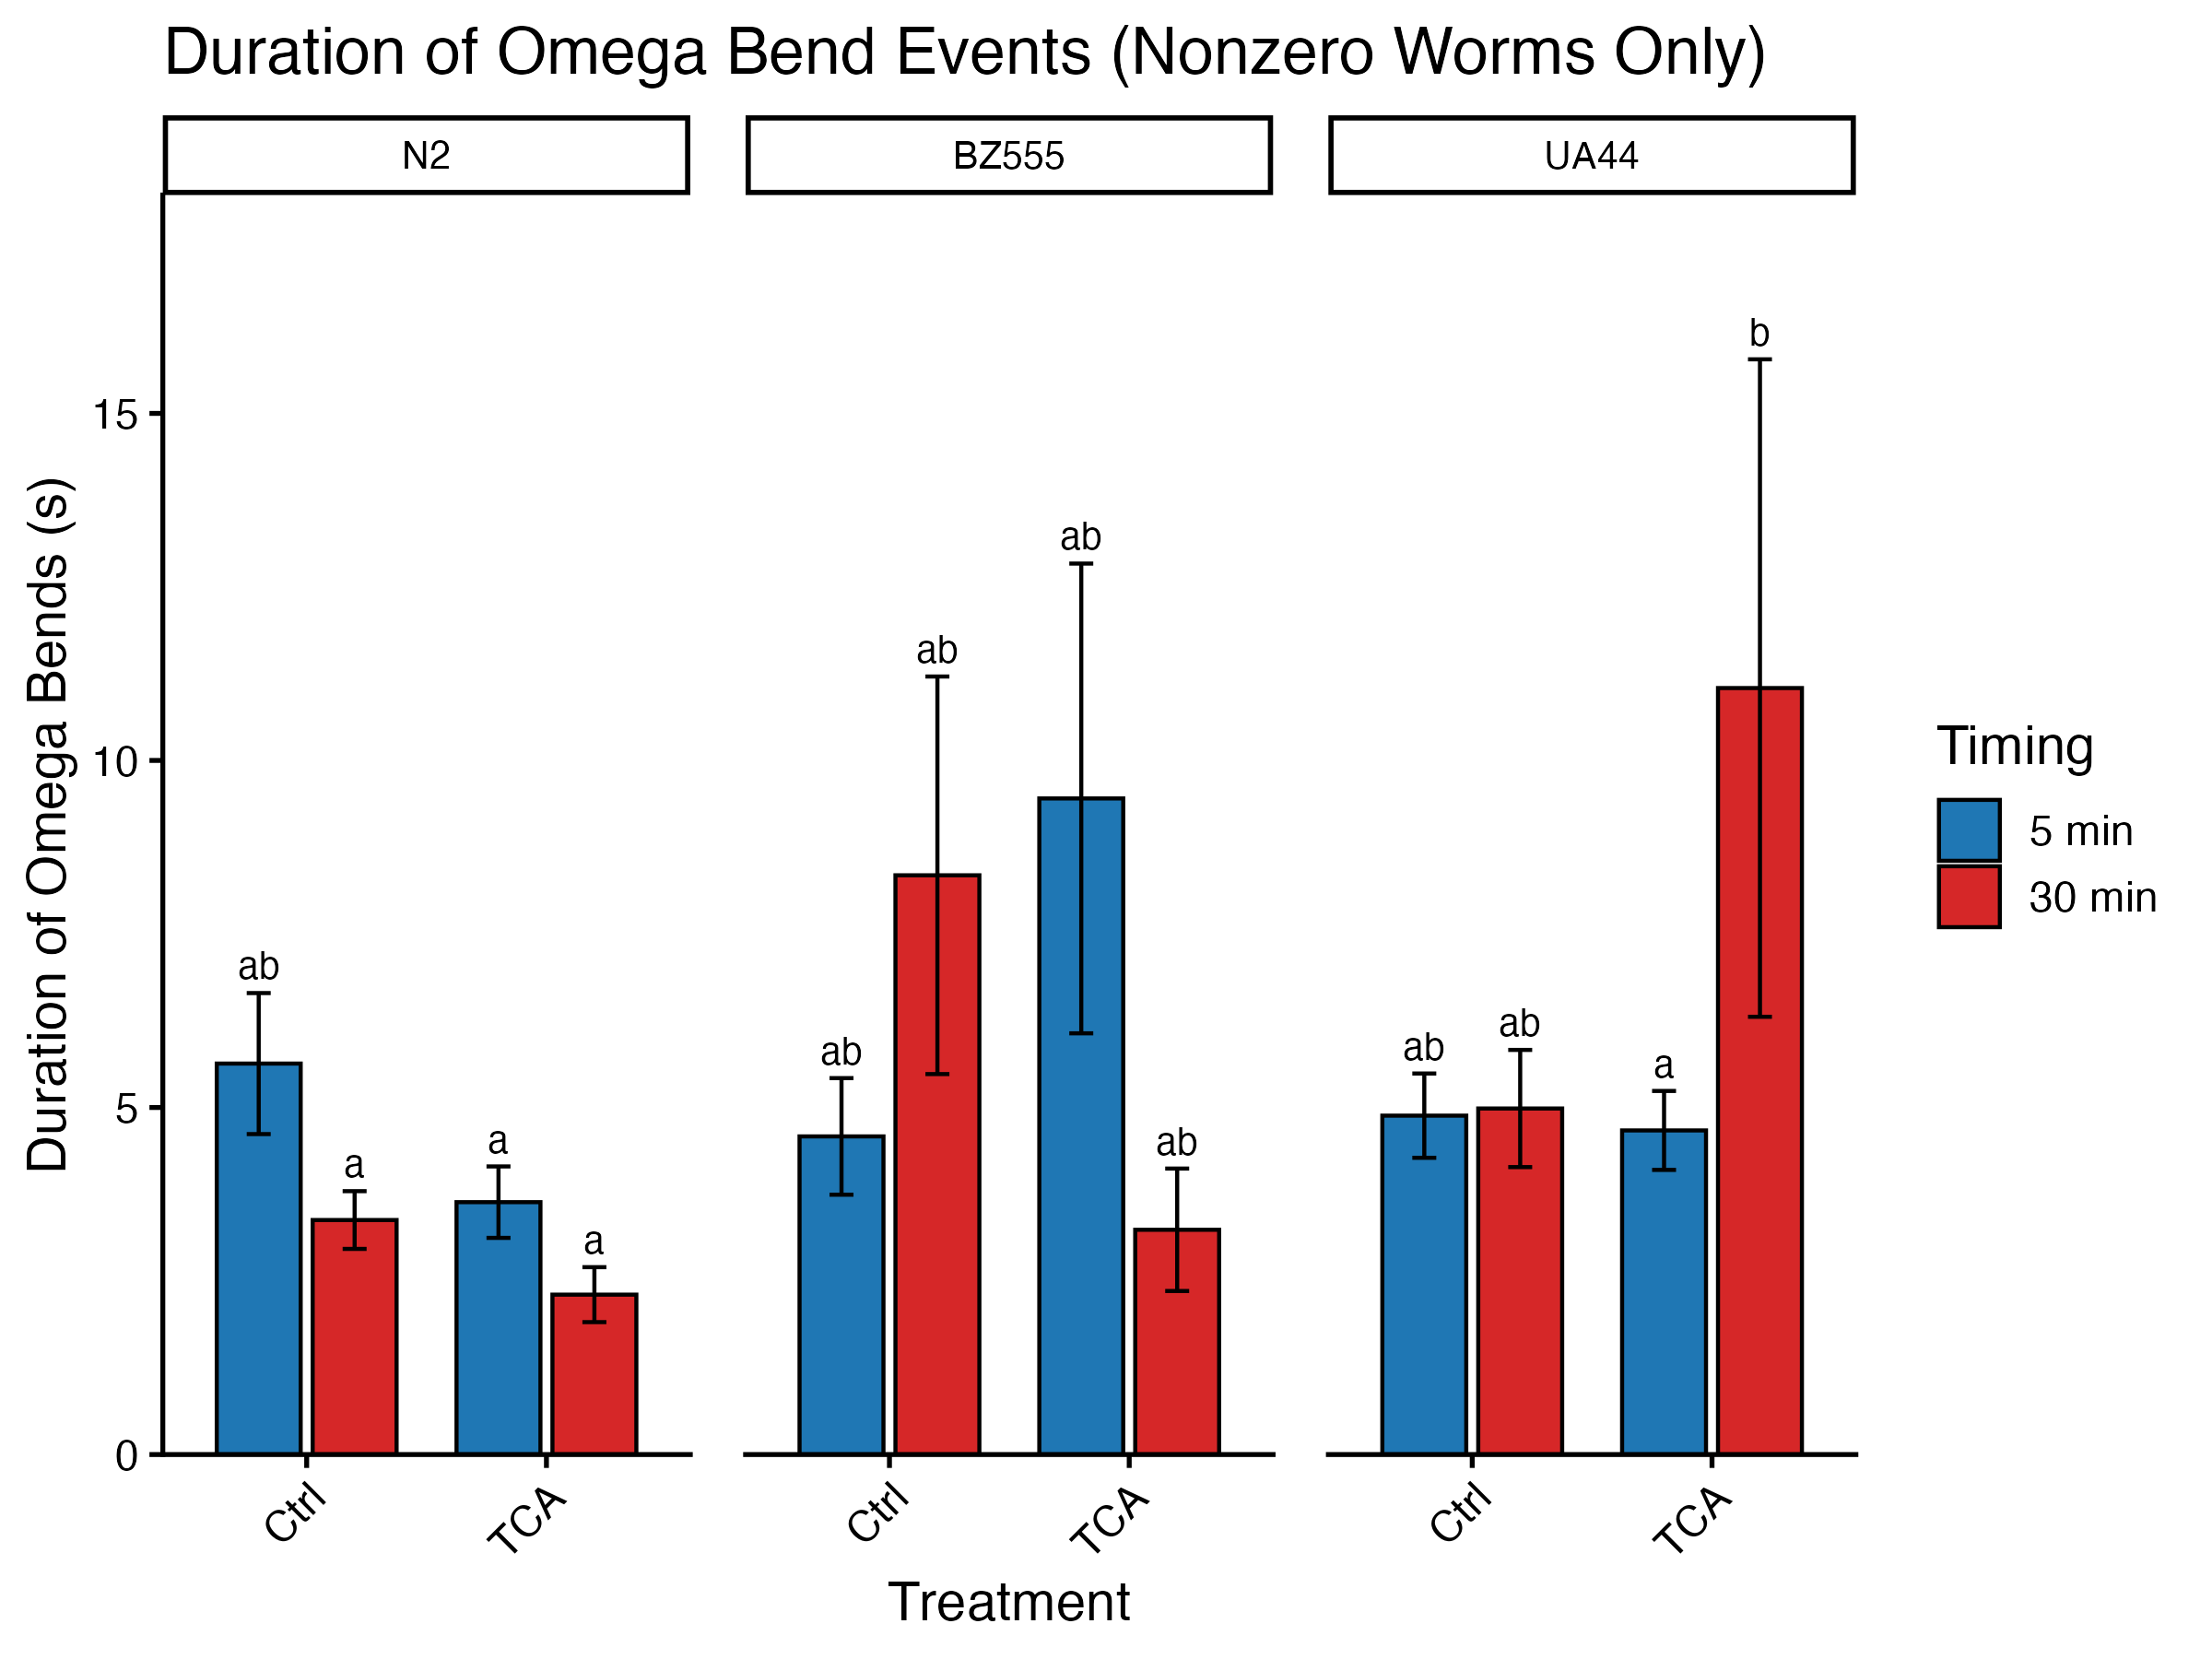 Duration of Omega Bend Events (Nonzero Worms Only)
N2
BZ555
UA44
Duration of Omega Bends (s)
15
10
5
0
ab
a
a
a
ab
ab
ab
ab
ab
ab
a
b
Ctrl
TCA
Ctrl
TCA
Ctrl
TCA
Treatment
Timing
5 min
30 min